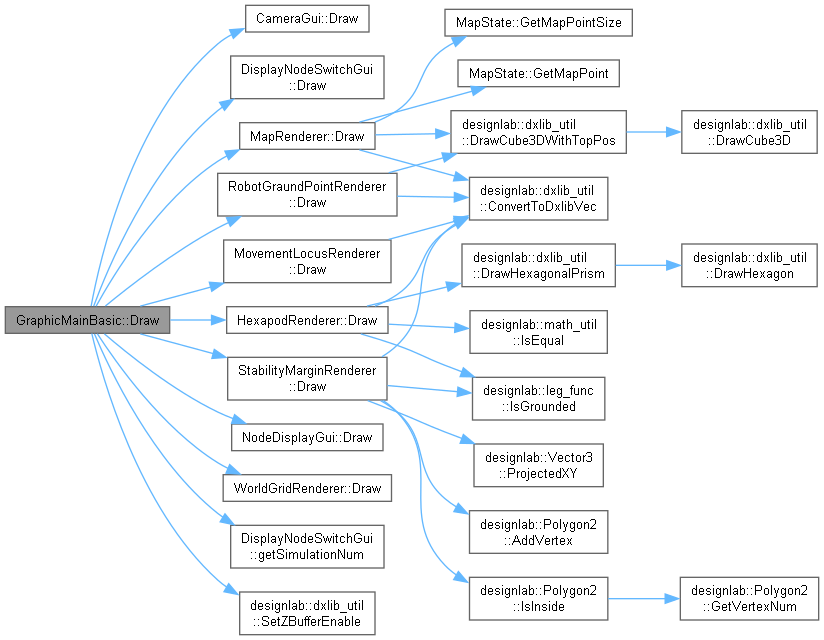 GraphicMainBasic::Draw
CameraGui::Draw
DisplayNodeSwitchGui
::Draw
MapRenderer::Draw
RobotGraundPointRenderer
::Draw
MovementLocusRenderer
::Draw
HexapodRenderer::Draw
StabilityMarginRenderer
::Draw
NodeDisplayGui::Draw
WorldGridRenderer::Draw
DisplayNodeSwitchGui
::getSimulationNum
designlab::dxlib_util
::SetZBufferEnable
MapState::GetMapPointSize
MapState::GetMapPoint
designlab::dxlib_util
::DrawCube3DWithTopPos
designlab::dxlib_util
::ConvertToDxlibVec
designlab::dxlib_util
::DrawHexagonalPrism
designlab::math_util
::IsEqual
designlab::leg_func
::IsGrounded
designlab::Vector3
::ProjectedXY
designlab::Polygon2
::AddVertex
designlab::Polygon2
::IsInside
designlab::dxlib_util
::DrawCube3D
designlab::dxlib_util
::DrawHexagon
designlab::Polygon2
::GetVertexNum